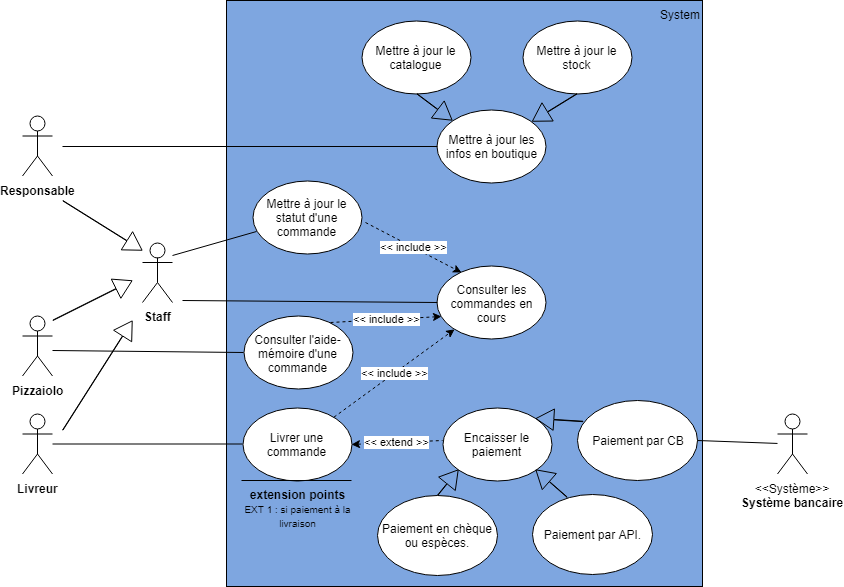 System
Mettre à jour le
catalogue
Mettre à jour le
stock
Mettre à jour les
infos en boutique
Responsable
Mettre à jour le
statut d'une
commande
<< include >>
Consulter les
commandes en
cours
Staff
<< include >>
Consulter l'aide-
mémoire d'une
commande
Pizzaiolo
<< include >>
Livrer une
commande
<< extend >>
Encaisser le
paiement
Paiement par CB
Livreur
<<Système>>
Système bancaire
extension points
EXT 1 : si paiement à la
livraison
Paiement en chèque
ou espèces.
Paiement par API.